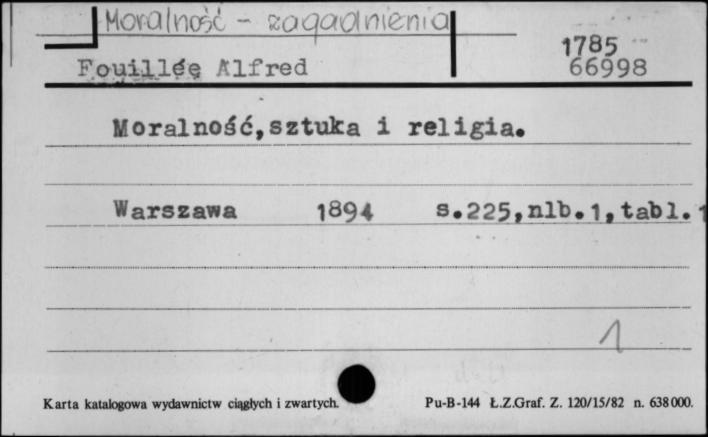 Moralność - zagadnienia
1785
Fouillée Alfred 66998
Moralność,sztuka i religia.
Warszawa 1894 s.225,nlb.1,tabl.1
1
Karta katalogowa wydawnictw ciągłych i zwartych. Pu-B-144 Ł.Z.Graf. Z. 120/15/82 n. 638000.